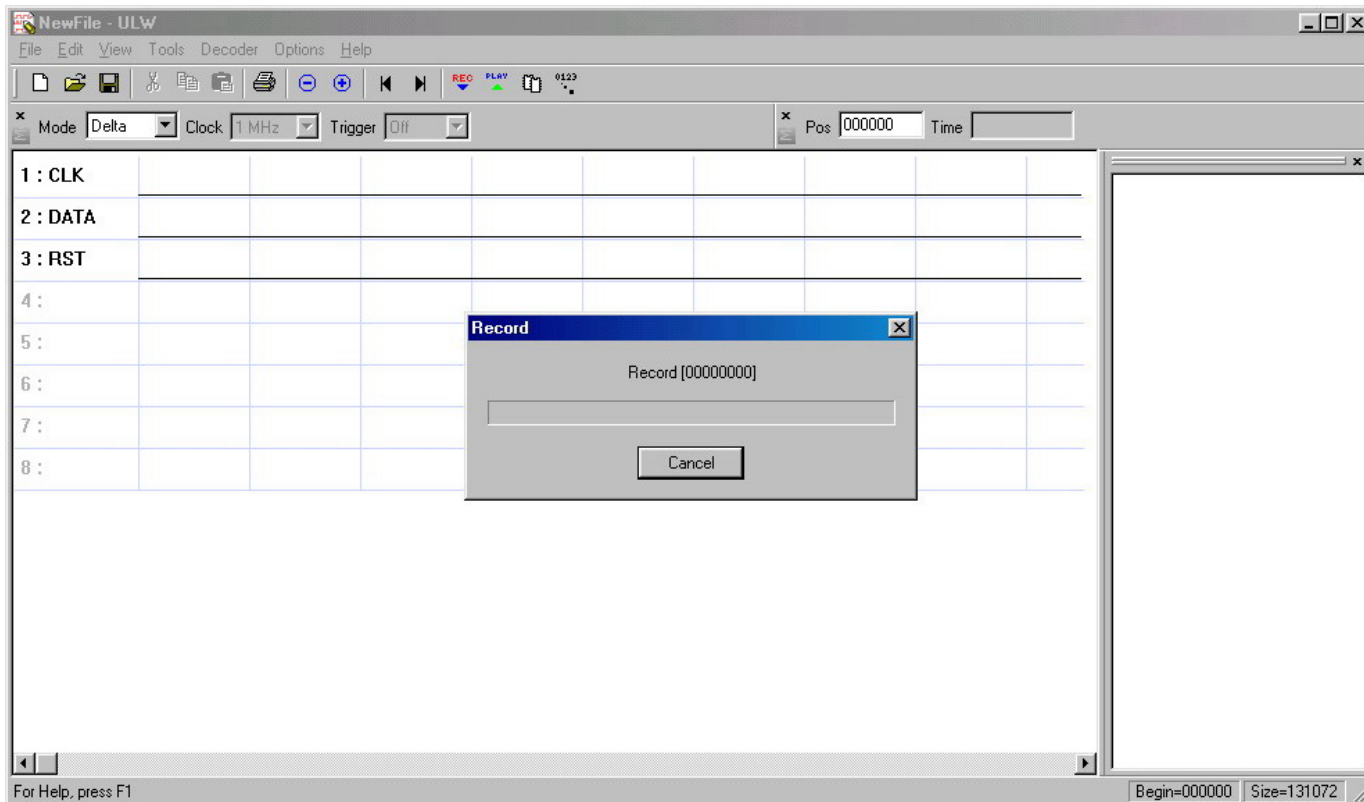 NewFile - ULW
File Edit View Tools Decoder Options Help
REC PLAY 0123
Mode Delta Clock 1 MHz Trigger Off Pos 000000 Time
1 : CLK
2 : DATA
3 : RST
4 :
5 :
6 :
7 :
8 :
Record
Record [00000000]
Cancel
For Help, press F1 Begin=000000 Size=131072